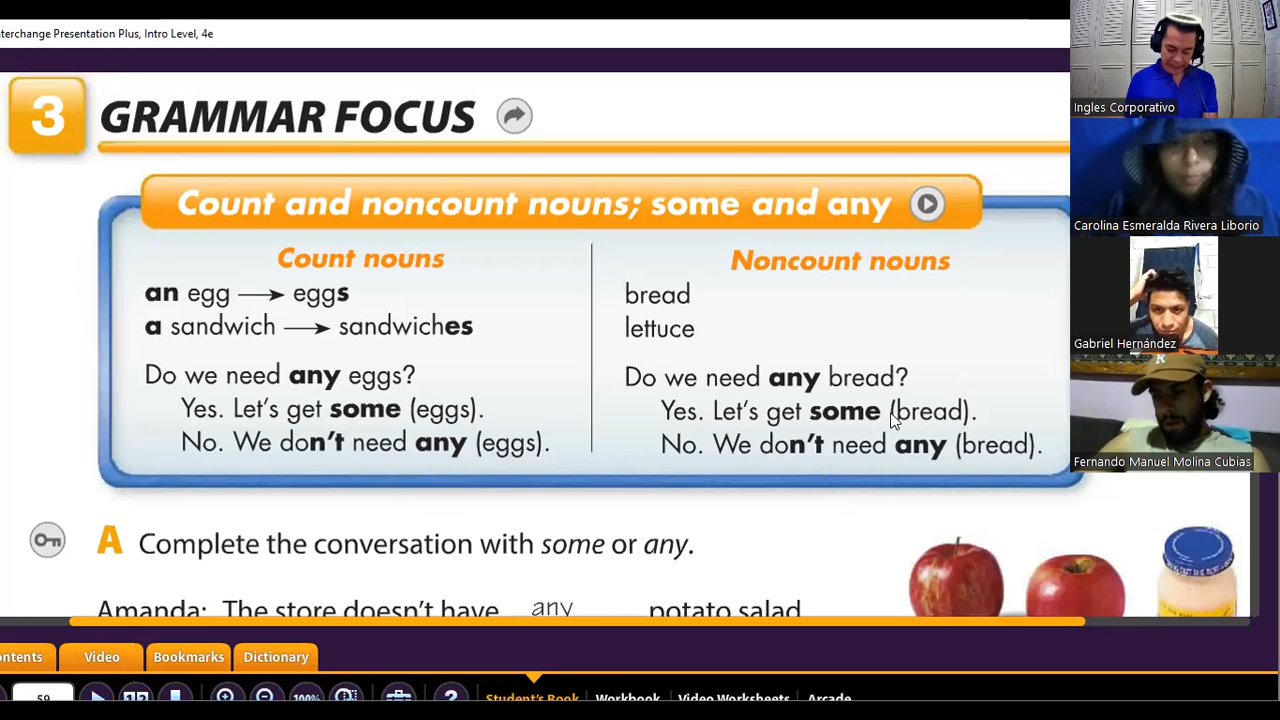 terchange Presentation Plus, Intro Level, 4e
3 GRAMMAR FOCUS
Count and noncount nouns; some and any
Count nouns
an egg → eggs
a sandwich → sandwiches
Do we need any eggs?
Yes. Let's get some (eggs).
No. We don't need any (eggs).
Noncount nouns
bread
lettuce
Do we need any bread?
Yes. Let's get some (bread).
No. We don't need any (bread).
A Complete the conversation with some or any.
Amanda: The store doesn't have any potato salad
Ingles Corporativo
Carolina Esmeralda Rivera Liborio
Gabriel Hernández
Fernando Manuel Molina Cubias
ontents Video Bookmarks Dictionary
59 100% ? Student's Book Workbook Video Worksheets Arcade